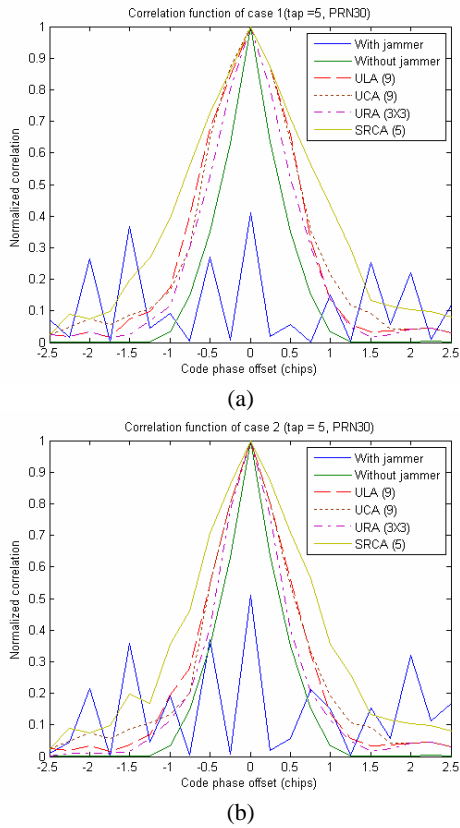 Correlation function of case 1(tap =5, PRN30)
With jammer
Without jammer
ULA (9)
UCA (9)
URA (3X3)
SRCA (5)
Normalized correlation
1
0.9
0.8
0.7
0.6
0.5
0.4
0.3
0.2
0.1
0
-2.5 -2 -1.5 -1 -0.5 0 0.5 1 1.5 2 2.5
Code phase offset (chips)
(a)
Correlation function of case 2 (tap = 5, PRN30)
With jammer
Without jammer
ULA (9)
UCA (9)
URA (3X3)
SRCA (5)
Normalized correlation
1
0.9
0.8
0.7
0.6
0.5
0.4
0.3
0.2
0.1
0
-2.5 -2 -1.5 -1 -0.5 0 0.5 1 1.5 2 2.5
Code phase offset (chips)
(b)